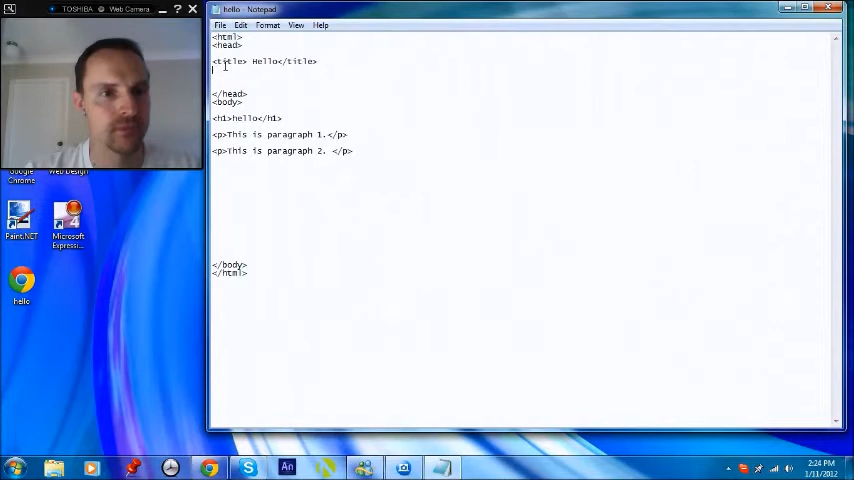 TOSHIBA Web Camera
hello - Notepad
File Edit Format View Help
<html>
<head>
<title> Hello</title>
</head>
<body>
<h1>hello</h1>
<p>This is paragraph 1.</p>
<p>This is paragraph 2. </p>
</body>
</html>
Google Chrome
Web Design
Paint.NET
Microsoft Expressi...
4
hello
An
2:24 PM
1/11/2012